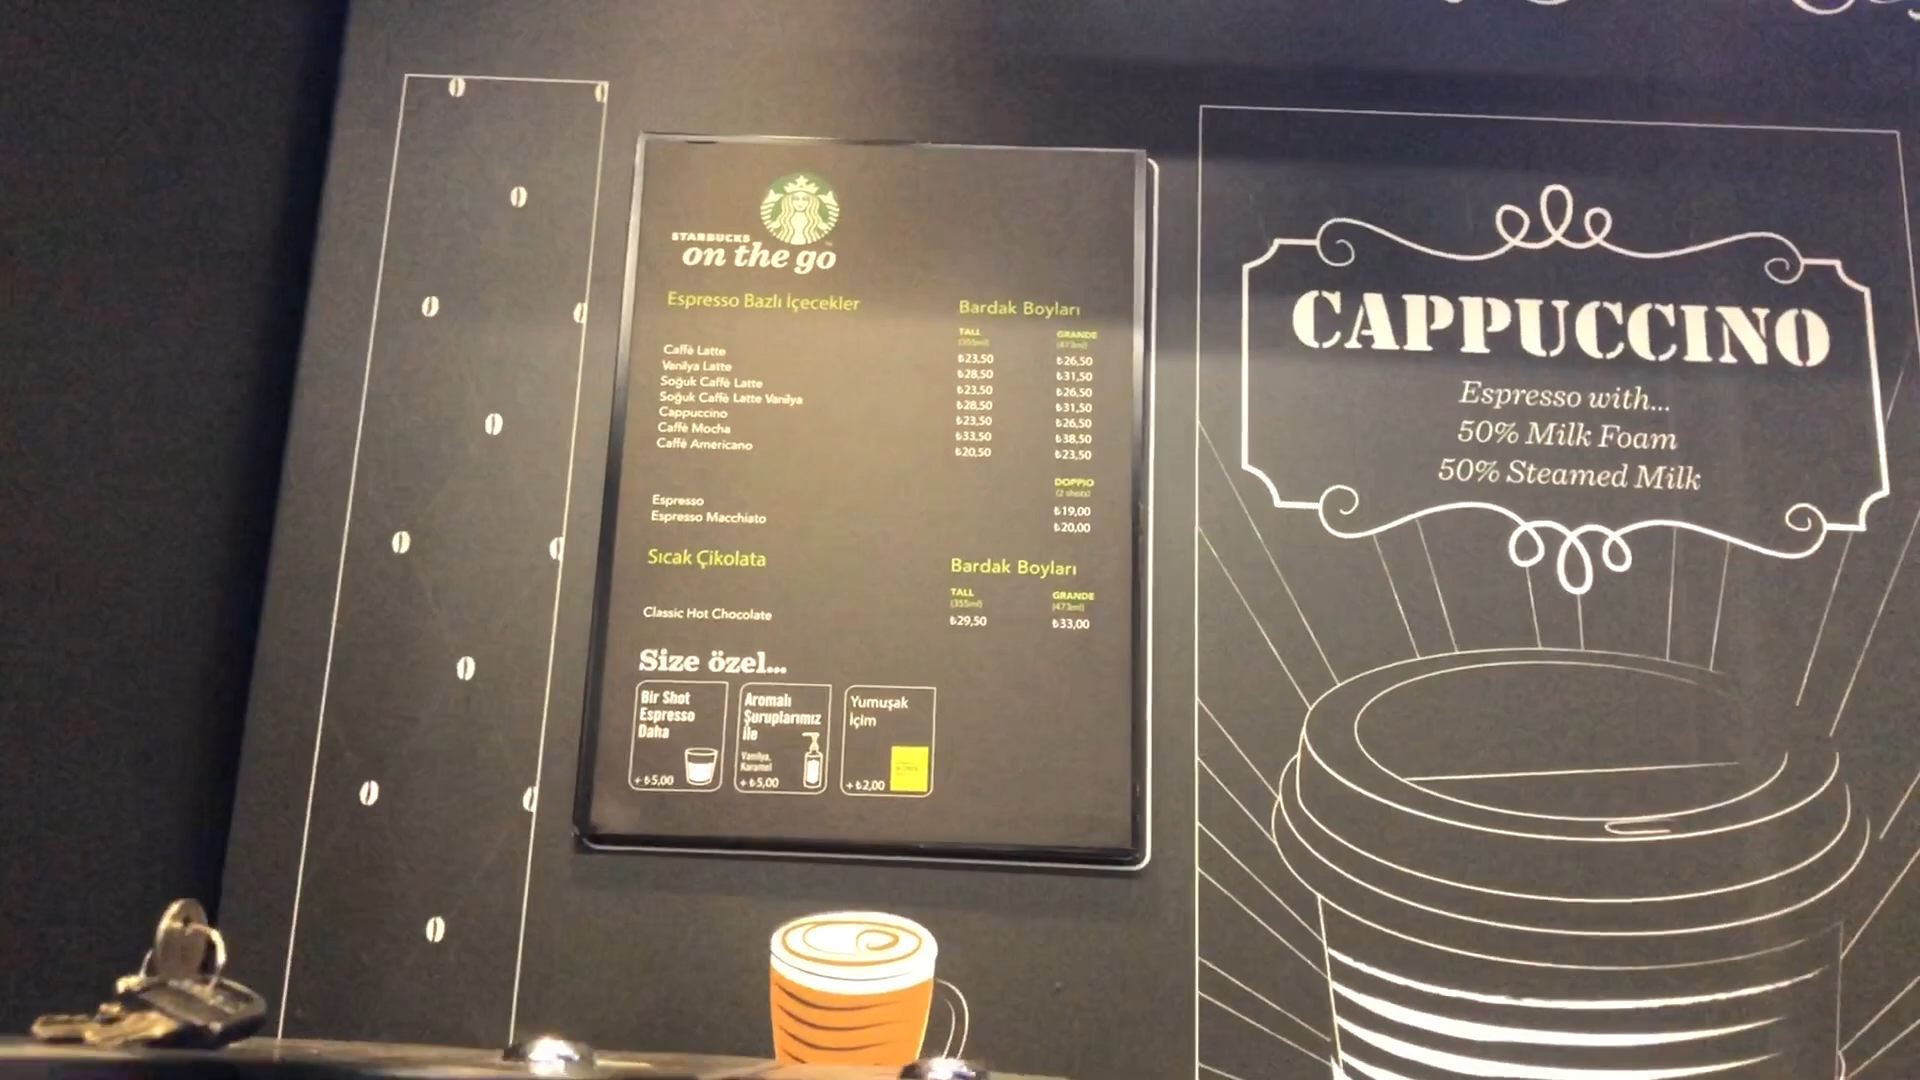 STARBUCKS
on the go
Espresso Bazlı İçecekler Bardak Boyları
TALL GRANDE
(355ml) (473ml)
Caffè Latte ₺23,50 ₺26,50
Vanilya Latte ₺28,50 ₺31,50
Soğuk Caffè Latte ₺23,50 ₺26,50
Soğuk Caffè Latte Vanilya ₺28,50 ₺31,50
Cappuccino ₺23,50 ₺26,50
Caffè Mocha ₺33,50 ₺38,50
Caffè Americano ₺20,50 ₺23,50
DOPPIO
(2 shots)
Espresso ₺19,00
Espresso Macchiato ₺20,00
Sıcak Çikolata Bardak Boyları
TALL GRANDE
(355ml) (473ml)
Classic Hot Chocolate ₺29,50 ₺33,00
Size özel...
Bir Shot
Espresso
Daha
+ ₺5,00
Aromalı
Şuruplarımız
İle
Vanilya,
Karamel
+ ₺5,00
Yumuşak
İçim
+ ₺2,00
CAPPUCCINO
Espresso with...
50% Milk Foam
50% Steamed Milk